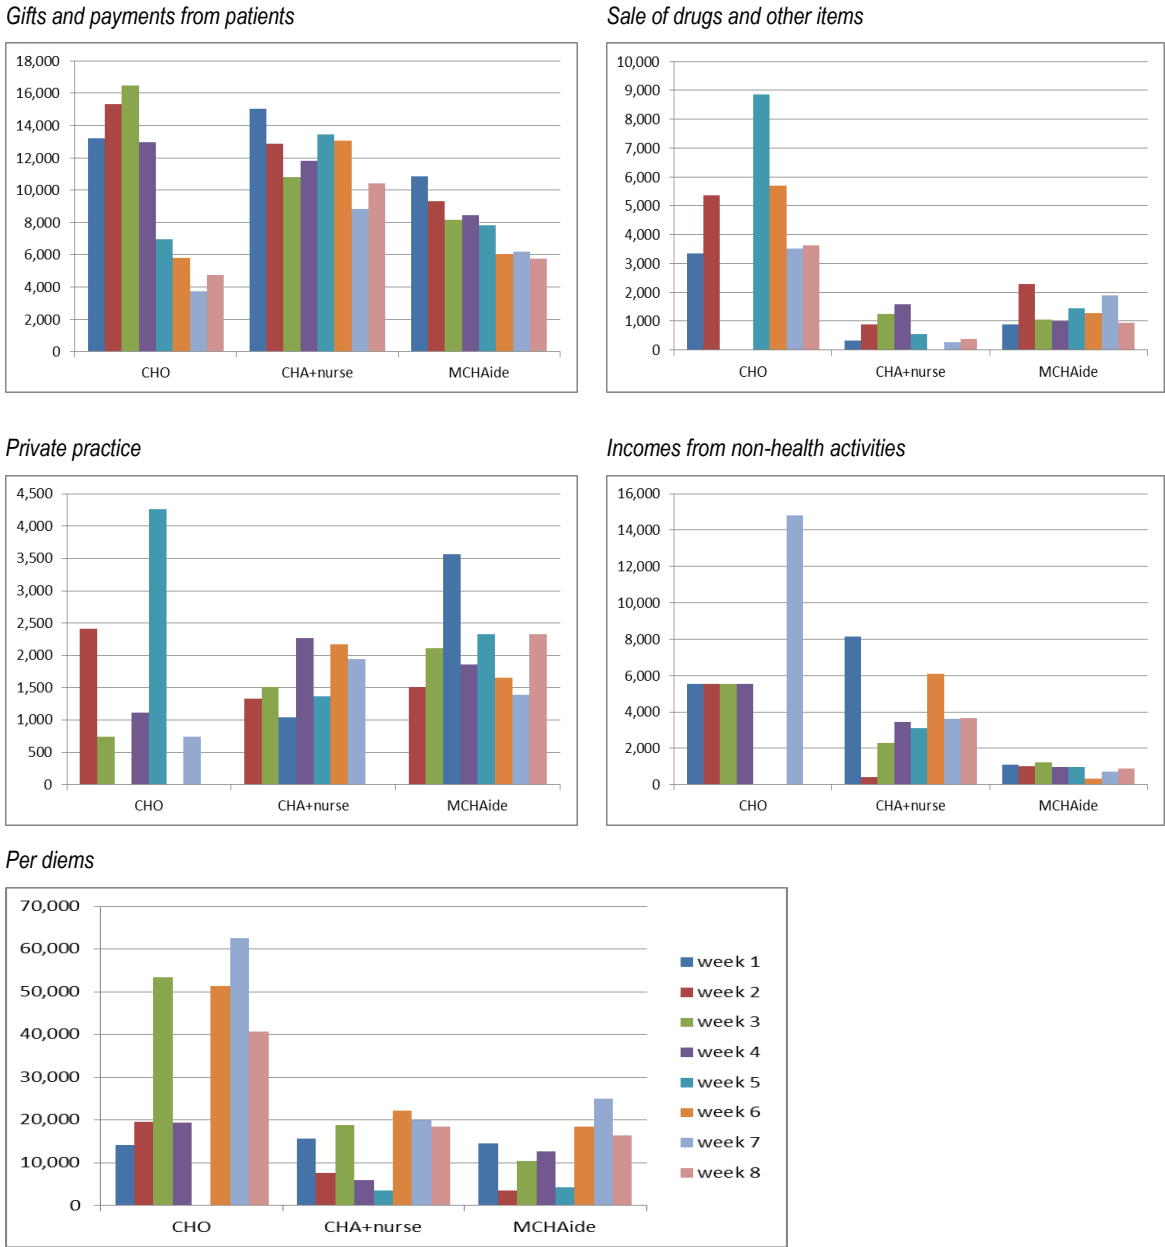 Gifts and payments from patients
18,000
16,000
14,000
12,000
10,000
8,000
6,000
4,000
2,000
0
CHO CHA+nurse MCHAide
Sale of drugs and other items
10,000
9,000
8,000
7,000
6,000
5,000
4,000
3,000
2,000
1,000
0
CHO CHA+nurse MCHAide
Private practice
4,500
4,000
3,500
3,000
2,500
2,000
1,500
1,000
500
0
CHO CHA+nurse MCHAide
Incomes from non-health activities
16,000
14,000
12,000
10,000
8,000
6,000
4,000
2,000
0
CHO CHA+nurse MCHAide
Per diems
70,000
60,000
50,000
40,000
30,000
20,000
10,000
0
CHO CHA+nurse MCHAide
week 1
week 2
week 3
week 4
week 5
week 6
week 7
week 8